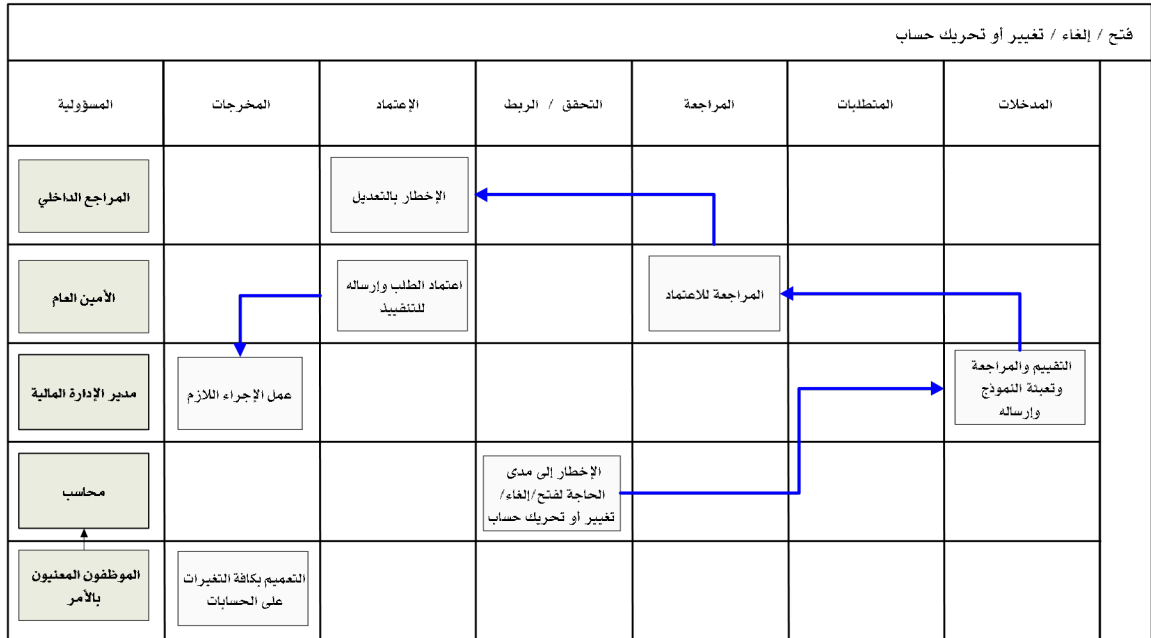 فتح / إلغاء / تغيير أو تحريك حساب
المدخلات
المتطلبات
المراجعة
التحقق / الربط
الإعتماد
المخرجات
المسؤولية
الإخطار بالتعديل
المراجع الداخلي
المراجعة للاعتماد
اعتماد الطلب وإرساله
للتنفييذ
الأمين العام
التقييم والمراجعة
وتعبئة النموذج
وإرساله
عمل الإجراء اللازم
مدير الإدارة المالية
الإخطار إلى مدى
الحاجة لفتح/إلغاء/
تغيير أو تحريك حساب
محاسب
التعميم بكافة التغيرات
على الحسابات
الموظفون المعنيون
بالأمر